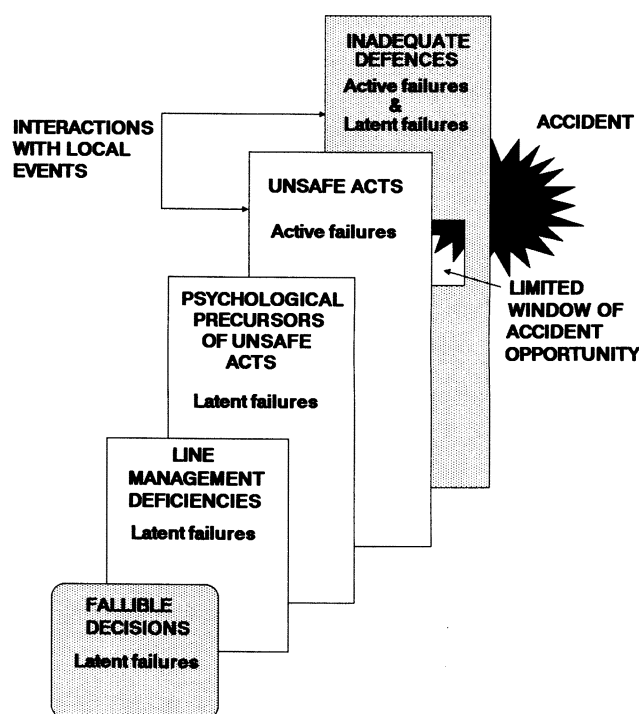 INADEQUATE
DEFENCES
Active failures
&
Latent failures
ACCIDENT
INTERACTIONS
WITH LOCAL
EVENTS
UNSAFE ACTS
Active failures
LIMITED
WINDOW OF
ACCIDENT
OPPORTUNITY
PSYCHOLOGICAL
PRECURSORS
OF UNSAFE
ACTS
Latent failures
LINE
MANAGEMENT
DEFICIENCIES
Latent failures
FALLIBLE
DECISIONS
Latent failures